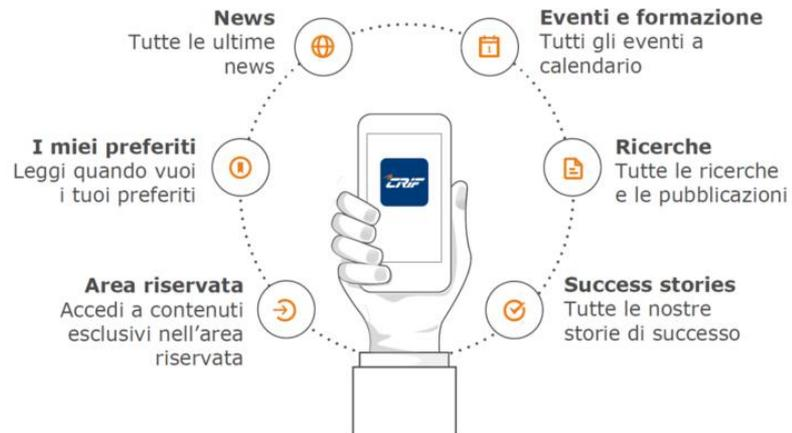 News
Tutte le ultime
news
Eventi e formazione
Tutti gli eventi a
calendario
I miei preferiti
Leggi quando vuoi
i tuoi preferiti
CRIF
Ricerche
Tutte le ricerche
e le pubblicazioni
Area riservata
Accedi a contenuti
esclusivi nell'area
riservata
Success stories
Tutte le nostre
storie di successo